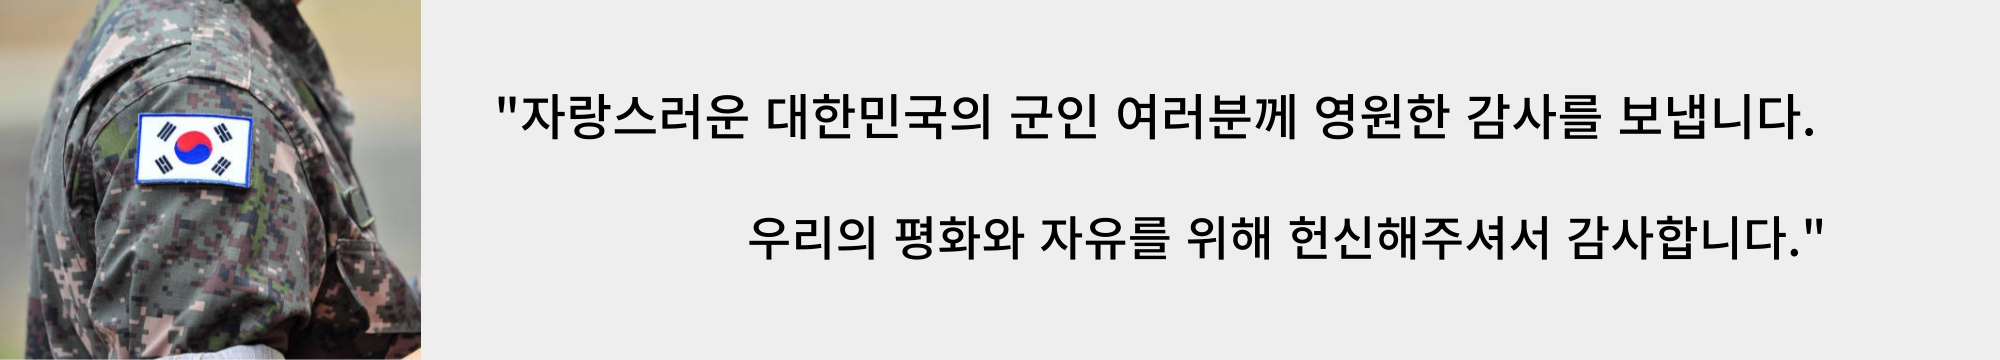 "자랑스러운 대한민국의 군인 여러분께 영원한 감사를 보냅니다.
우리의 평화와 자유를 위해 헌신해주셔서 감사합니다."